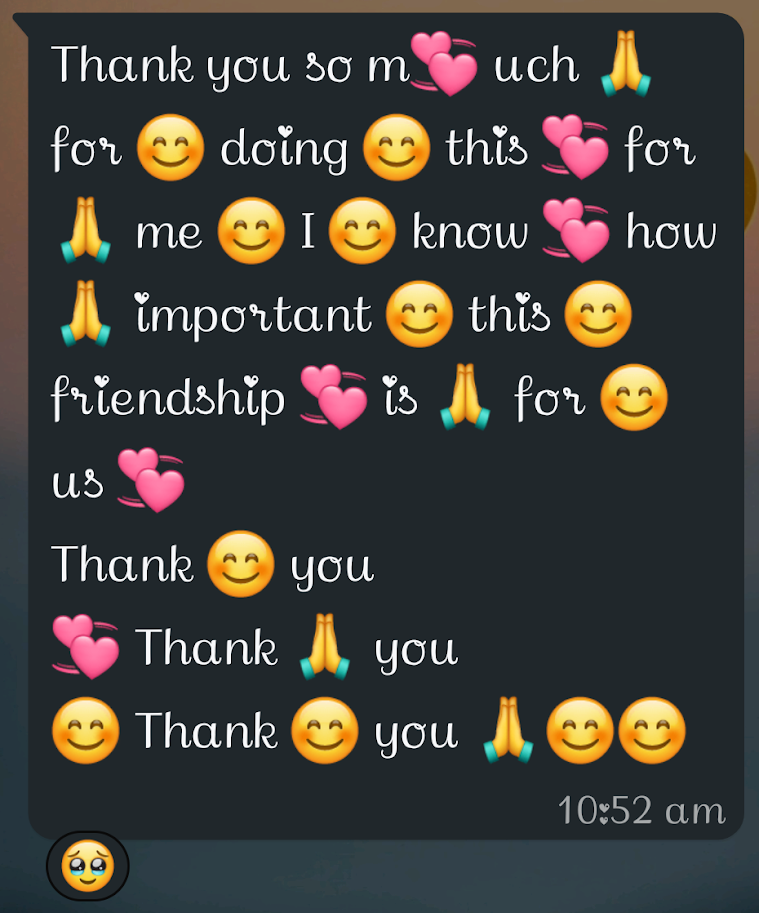 Thank you so m💞 uch 🙏
for 😊 doing 😊 this 💞 for
🙏 me 😊 I 😊 know 💞 how
🙏 important 😊 this 😊
friendship 💞 is 🙏 for 😊
us 💞
Thank 😊 you
💞 Thank 🙏 you
😊 Thank 😊 you 🙏😊😊
10:52 am
🥹